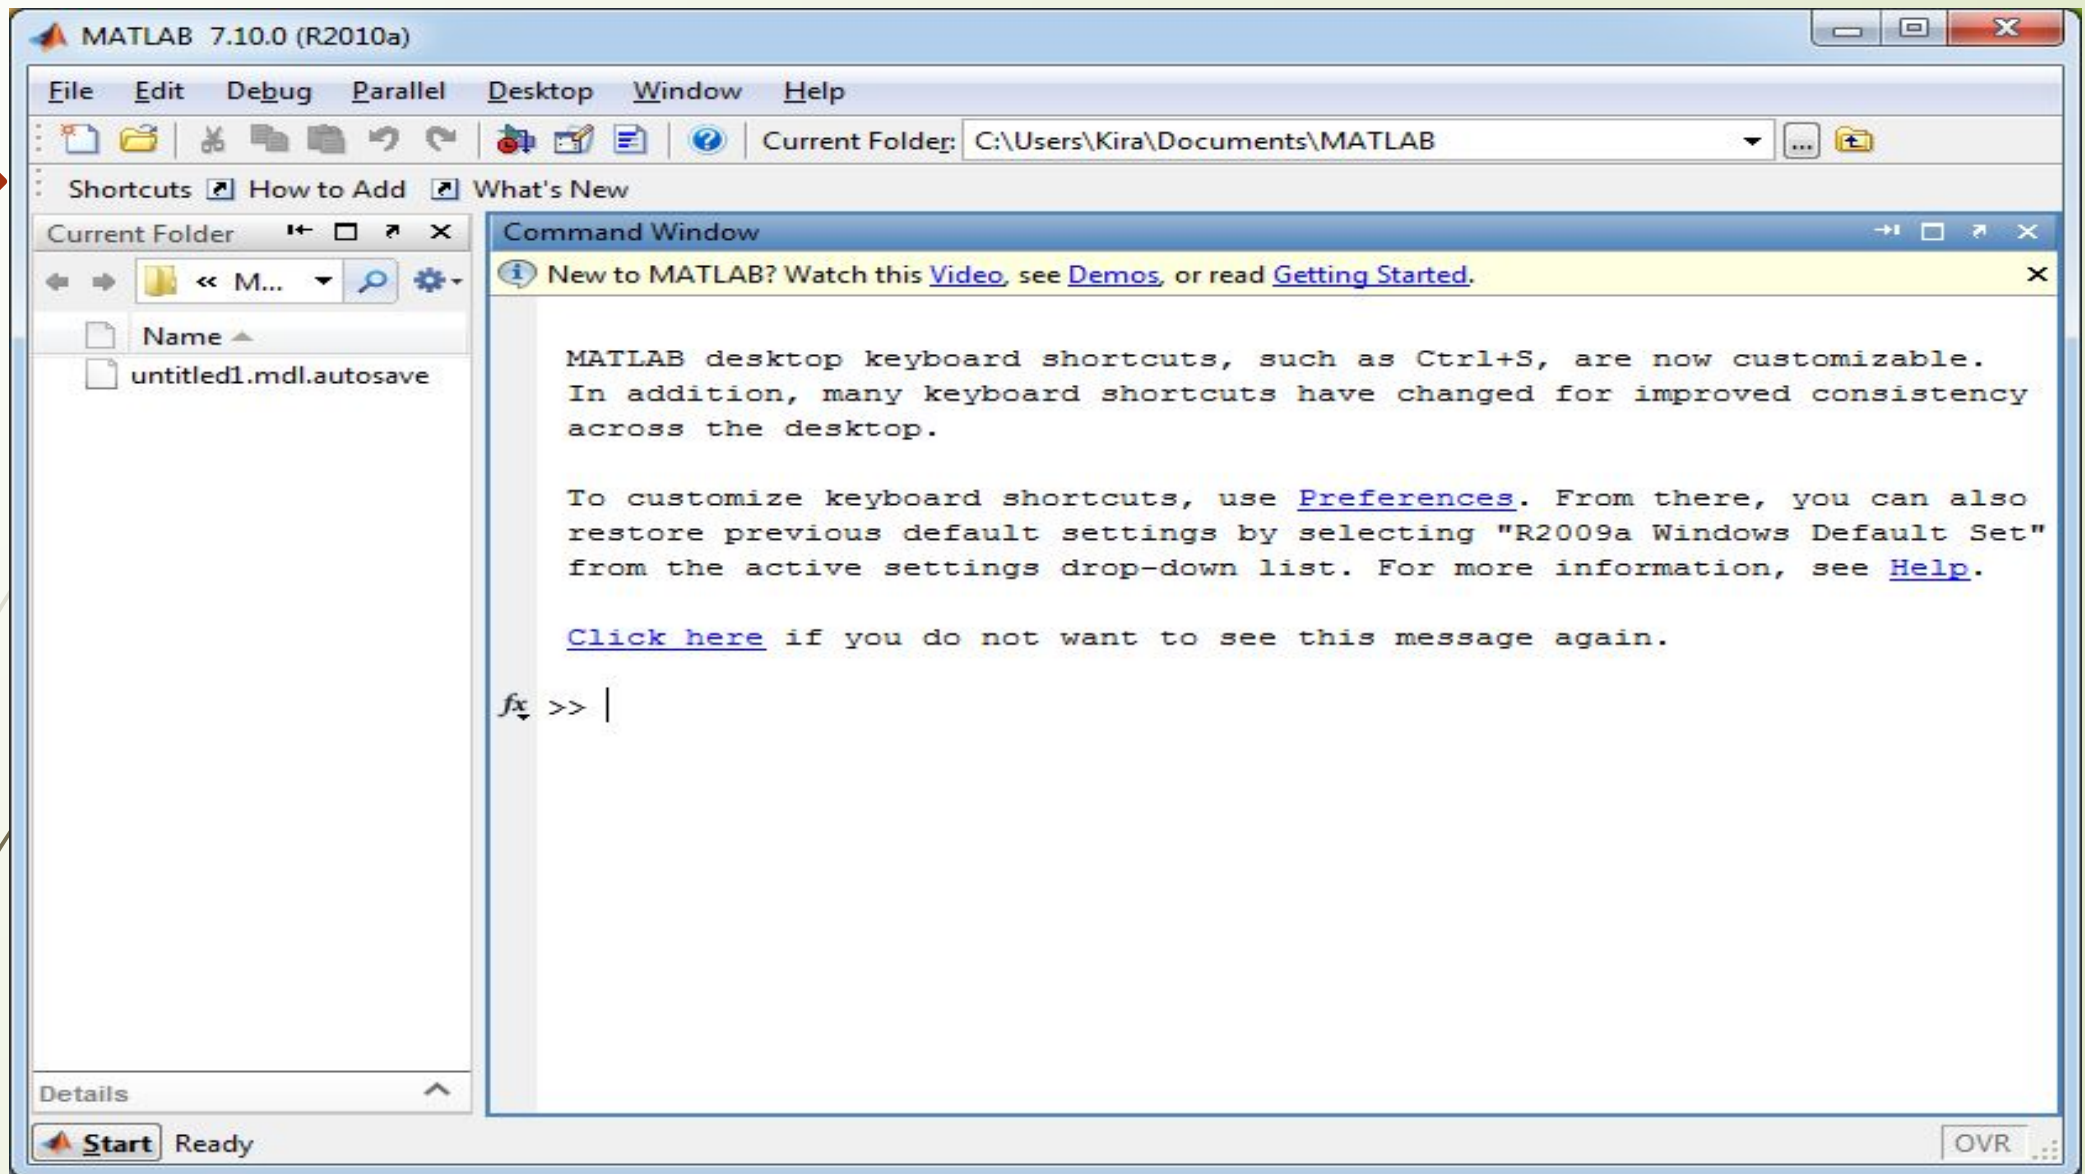 MATLAB 7.10.0 (R2010a)
File Edit Debug Parallel Desktop Window Help
Current Folder: C:\Users\Kira\Documents\MATLAB ...
Shortcuts How to Add What's New
Current Folder
« M...
Name
untitled1.mdl.autosave
Details
Command Window
New to MATLAB? Watch this Video, see Demos, or read Getting Started.
MATLAB desktop keyboard shortcuts, such as Ctrl+S, are now customizable.
In addition, many keyboard shortcuts have changed for improved consistency
across the desktop.
To customize keyboard shortcuts, use Preferences. From there, you can also
restore previous default settings by selecting "R2009a Windows Default Set"
from the active settings drop-down list. For more information, see Help.
Click here if you do not want to see this message again.
fx >>
Start Ready
OVR